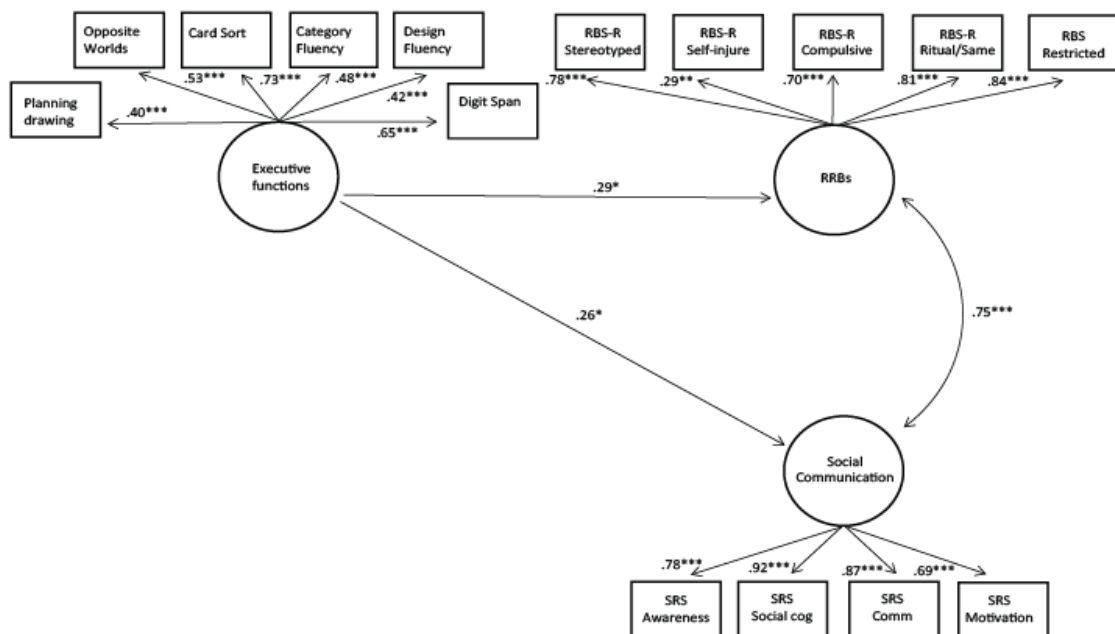 Opposite
Worlds
Card Sort
Category
Fluency
Design
Fluency
RBS-R
Stereotyped
RBS-R
Self-injure
RBS-R
Compulsive
RBS-R
Ritual/Same
RBS
Restricted
.53***
.73***
.48***
.42***
.78***
.29**
.70***
.81***
.84***
Planning
drawing
.40***
.65***
Digit Span
Executive
functions
.29*
RRBs
.26*
.75***
Social
Communication
.78***
.92***
.87***
.69***
SRS
Awareness
SRS
Social cog
SRS
Comm
SRS
Motivation